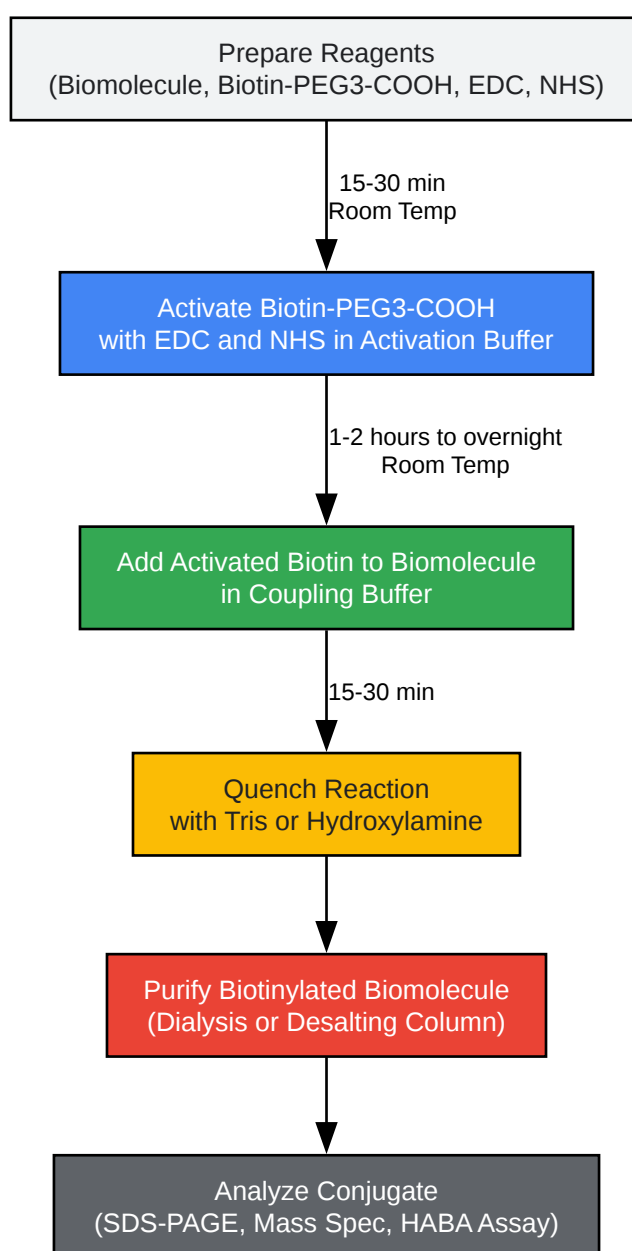 Prepare Reagents
(Biomolecule, Biotin-PEG3-COOH, EDC, NHS)
15-30 min
Room Temp
Activate Biotin-PEG3-COOH
with EDC and NHS in Activation Buffer
1-2 hours to overnight
Room Temp
Add Activated Biotin to Biomolecule
in Coupling Buffer
15-30 min
Quench Reaction
with Tris or Hydroxylamine
Purify Biotinylated Biomolecule
(Dialysis or Desalting Column)
Analyze Conjugate
(SDS-PAGE, Mass Spec, HABA Assay)